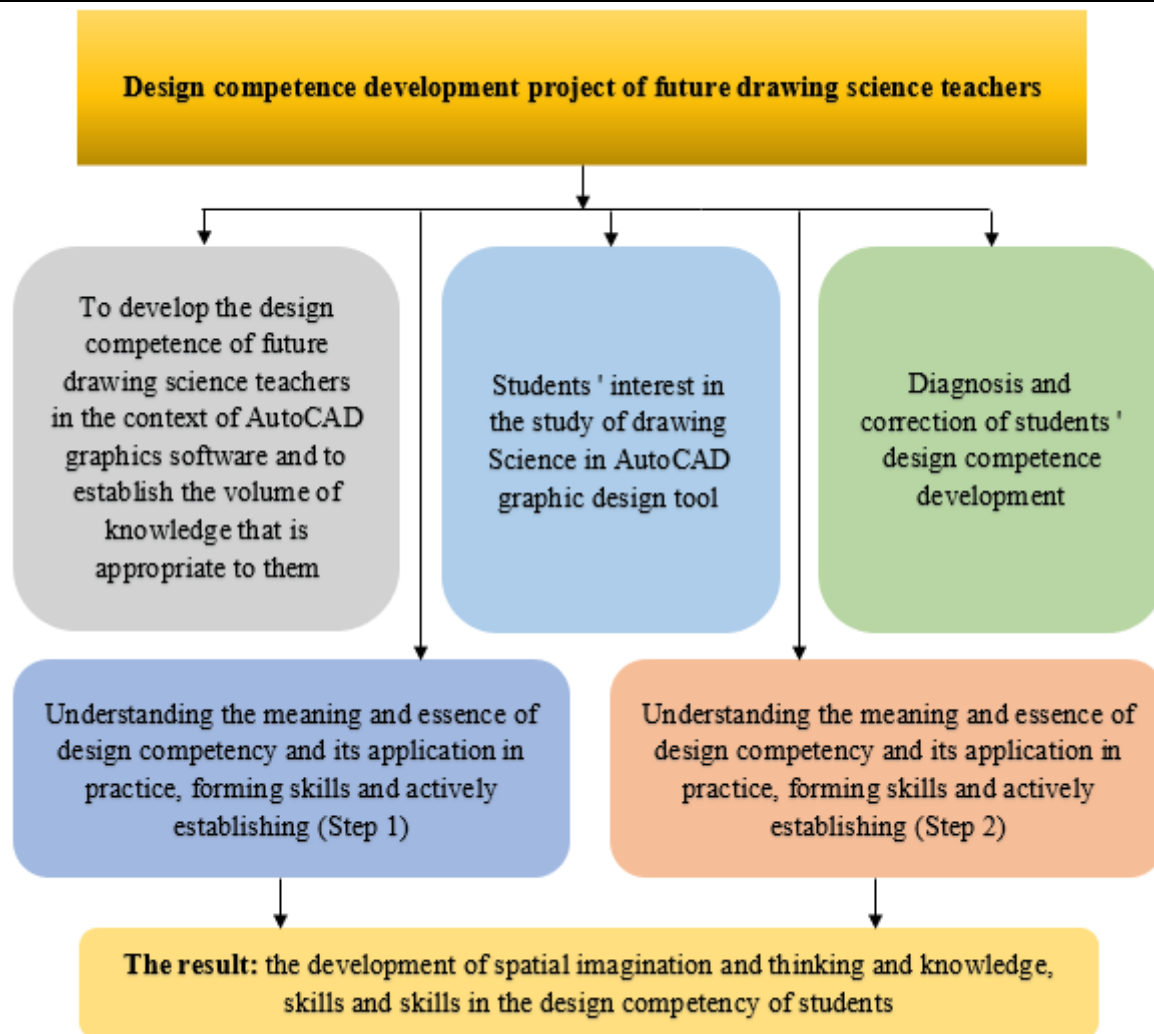 Design competence development project of future drawing science teachers
To develop the design
competence of future
drawing science teachers
in the context of AutoCAD
graphics software and to
establish the volume of
knowledge that is
appropriate to them
Students ' interest in
the study of drawing
Science in AutoCAD
graphic design tool
Diagnosis and
correction of students '
design competence
development
Understanding the meaning and essence of
design competency and its application in
practice, forming skills and actively
establishing (Step 1)
Understanding the meaning and essence of
design competency and its application in
practice, forming skills and actively
establishing (Step 2)
The result: the development of spatial imagination and thinking and knowledge,
skills and skills in the design competency of students